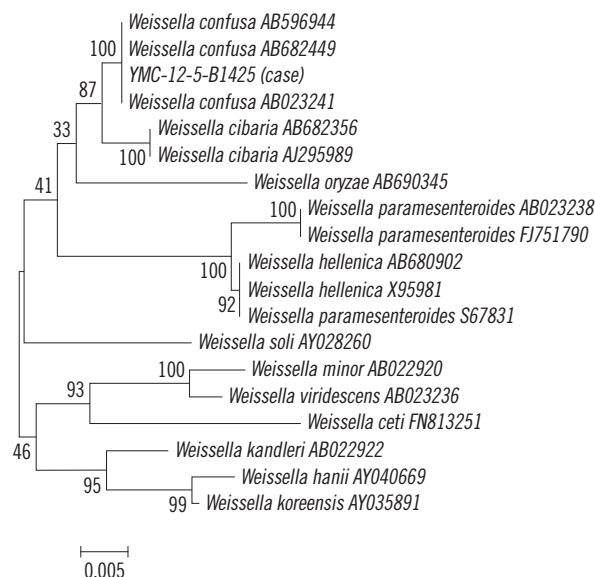 Weissella confusa AB596944
Weissella confusa AB682449
100
YMC-12-5-B1425 (case)
87
Weissella confusa AB023241
Weissella cibaria AB682356
33
100
Weissella cibaria AJ295989
41
Weissella oryzae AB690345
100
Weissella paramesenteroides AB023238
Weissella paramesenteroides FJ751790
100
Weissella hellenica AB680902
Weissella hellenica X95981
92
Weissella paramesenteroides S67831
Weissella soli AY028260
100
Weissella minor AB022920
93
Weissella viridescens AB023236
Weissella ceti FN813251
46
Weissella kandleri AB022922
95
Weissella hanii AY040669
99
Weissella koreensis AY035891
0.005